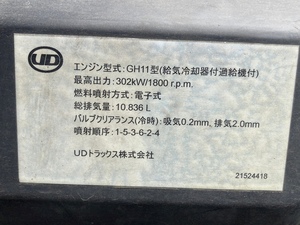 UD
エンジン型式:GH11型(給気冷却器付過給機付)
最高出力:302kW/1800 r.p.m.
燃料噴射方式:電子式
総排気量:10.836 L
バルブクリアランス(冷時):吸気0.2mm, 排気2.0mm
噴射順序:1-5-3-6-2-4
UDトラックス株式会社
21524418